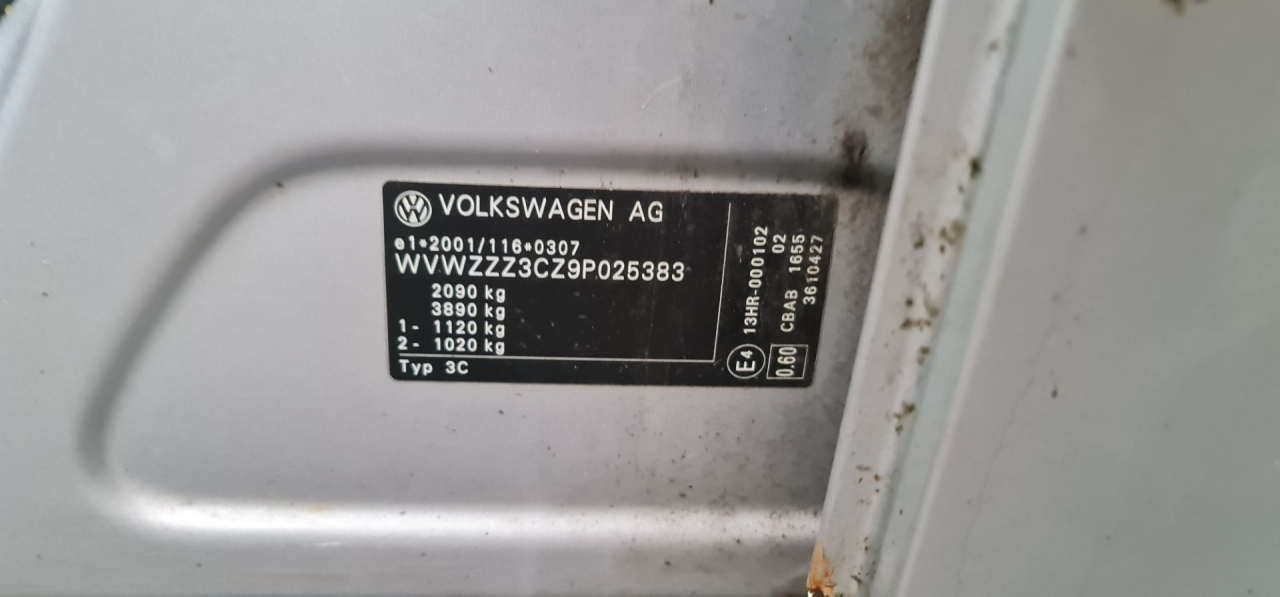 VOLKSWAGEN AG
e1*2001/116*0307
WVWZZZ3CZ9P025383
2090 kg
3890 kg
1- 1120 kg
2- 1020 kg
Typ 3C
E4 13HR-000102
02
0.60 CBAB 1655
3610427